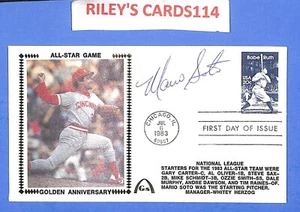 RILEY'S CARDS114
ALL-STAR GAME
CINCINNATI
GOLDEN ANNIVERSARY
Mario Soto
CHICAGO, IL
JUL
6
1983
60607
Babe Ruth
USA 20c
FIRST DAY OF ISSUE
NATIONAL LEAGUE
STARTERS FOR THE 1983 ALL-STAR TEAM WERE
GARY CARTER-C, AL OLIVER-1B, STEVE SAX-
2B, MIKE SCHMIDT-3B, OZZIE SMITH-SS, DALE
MURPHY, ANDRE DAWSON, AND TIM RAINES-OF.
MARIO SOTO WAS THE STARTING PITCHER.
MANAGER-WHITEY HERZOG